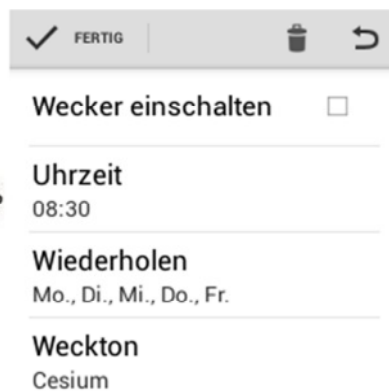 FERTIG
Wecker einschalten
Uhrzeit
08:30
Wiederholen
Mo., Di., Mi., Do., Fr.
Weckton
Cesium